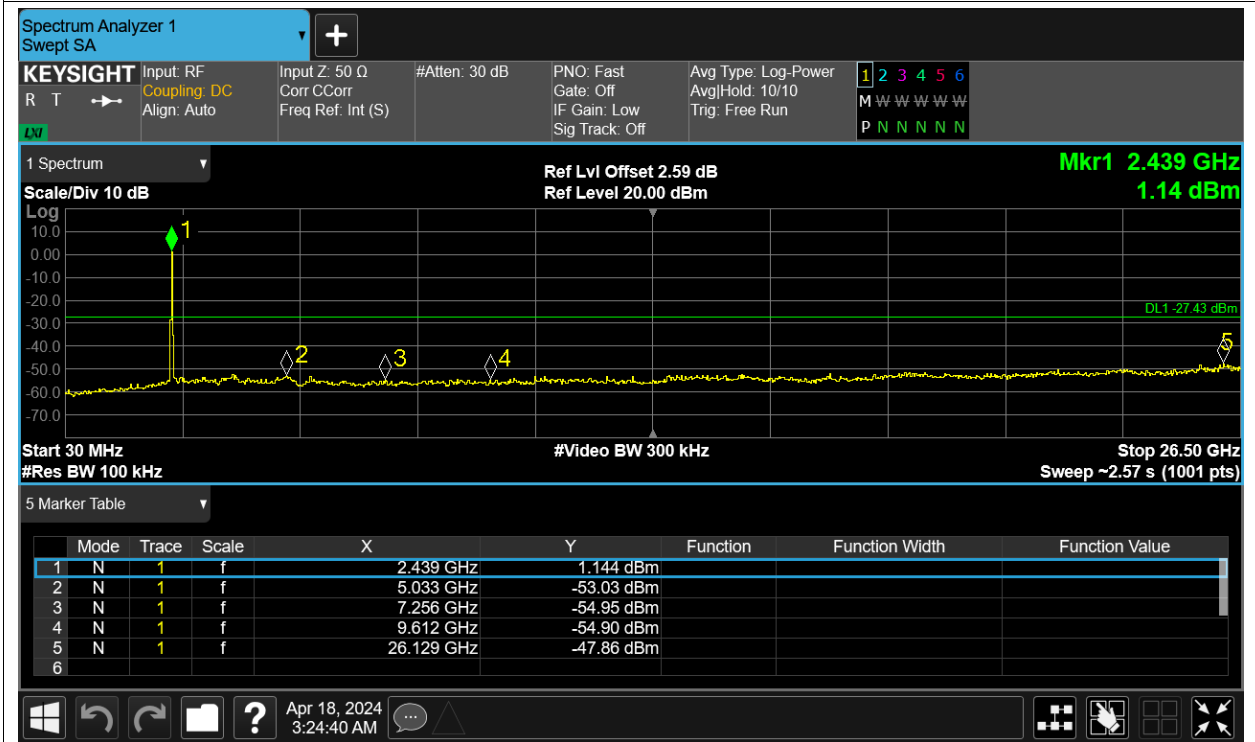 Spectrum Analyzer 1
Swept SA
+
KEYSIGHT
R T
LXI
Input: RF
Coupling: DC
Align: Auto
Input Z: 50 Ω
Corr CCorr
Freq Ref: Int (S)
#Atten: 30 dB
PNO: Fast
Gate: Off
IF Gain: Low
Sig Track: Off
Avg Type: Log-Power
Avg|Hold: 10/10
Trig: Free Run
1 2 3 4 5 6
M W W W W W
P N N N N N
1 Spectrum
Scale/Div 10 dB
Ref Lvl Offset 2.59 dB
Ref Level 20.00 dBm
Mkr1 2.439 GHz
1.14 dBm
Log
10.0
0.00
-10.0
-20.0
-30.0
-40.0
-50.0
-60.0
-70.0
1
2
3
4
5
DL1 -27.43 dBm
Start 30 MHz
#Video BW 300 kHz
Stop 26.50 GHz
#Res BW 100 kHz
Sweep ~2.57 s (1001 pts)
5 Marker Table
Mode Trace Scale X Y Function Function Width Function Value
1 N 1 f 2.439 GHz 1.144 dBm
2 N 1 f 5.033 GHz -53.03 dBm
3 N 1 f 7.256 GHz -54.95 dBm
4 N 1 f 9.612 GHz -54.90 dBm
5 N 1 f 26.129 GHz -47.86 dBm
6
?
Apr 18, 2024
3:24:40 AM